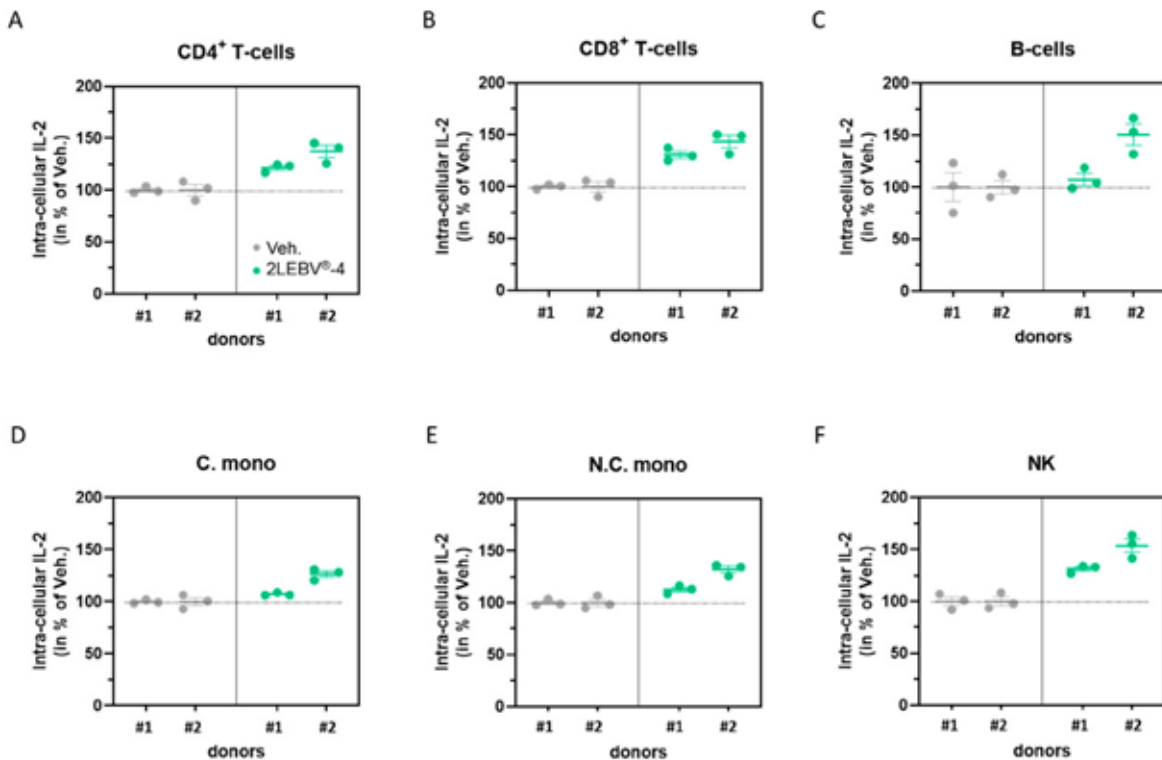 A
CD4⁺ T-cells
Intra-cellular IL-2
(in % of Veh.)
200
150
100
50
0
Veh.
2LEBV®-4
#1 #2 #1 #2
donors
B
CD8⁺ T-cells
Intra-cellular IL-2
(in % of Veh.)
200
150
100
50
0
#1 #2 #1 #2
donors
C
B-cells
Intra-cellular IL-2
(in % of Veh.)
200
150
100
50
0
#1 #2 #1 #2
donors
D
C. mono
Intra-cellular IL-2
(in % of Veh.)
200
150
100
50
0
#1 #2 #1 #2
donors
E
N.C. mono
Intra-cellular IL-2
(in % of Veh.)
200
150
100
50
0
#1 #2 #1 #2
donors
F
NK
Intra-cellular IL-2
(in % of Veh.)
200
150
100
50
0
#1 #2 #1 #2
donors